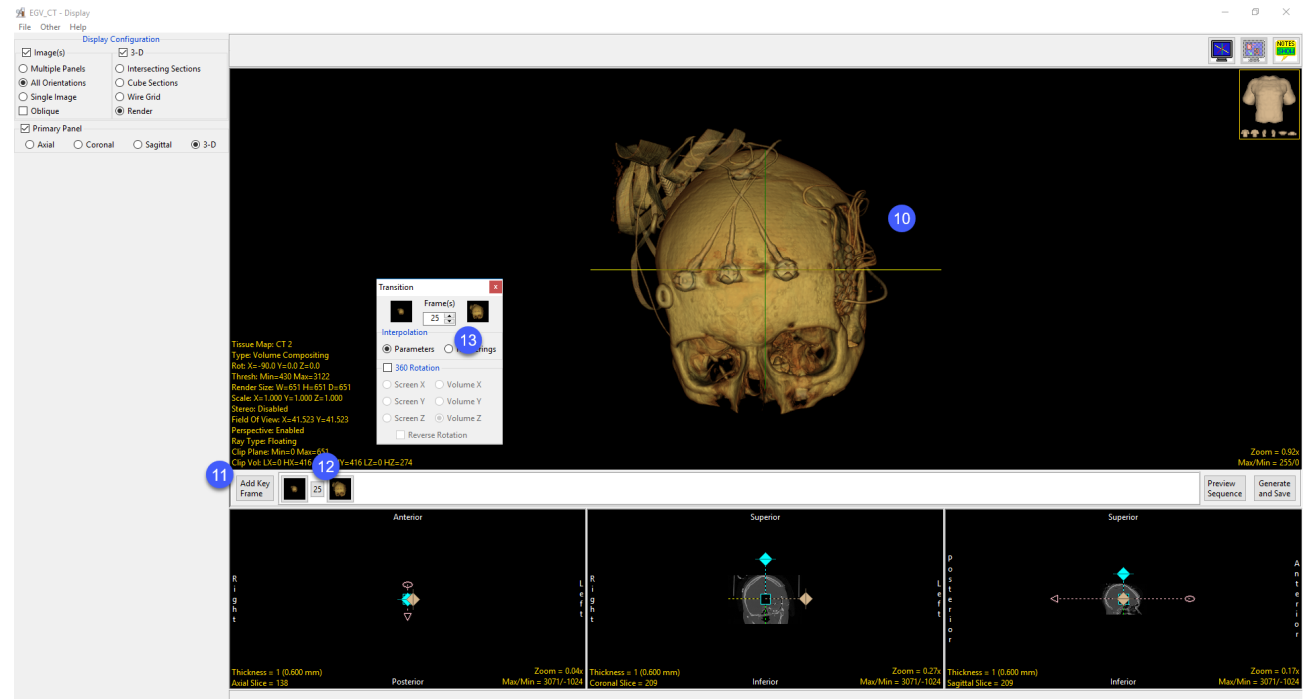 EGV_CT - Display
File Other Help
Display Configuration
Image(s) 3-D
Multiple Panels Intersecting Sections
All Orientations Cube Sections
Single Image Wire Grid
Oblique Render
Primary Panel
Axial Coronal Sagittal 3-D
NOTES
SHOW
10
Transition x
Frame(s)
25
Interpolation
13
Parameters
360 Rotation
Screen X Volume X
Screen Y Volume Y
Screen Z Volume Z
Reverse Rotation
Tissue Map: CT 2
Type: Volume Compositing
Rot: X=-90.0 Y=0.0 Z=0.0
Thresh: Min=430 Max=3122
Render Size: W=651 H=651 D=651
Scale: X=1.000 Y=1.000 Z=1.000
Stereo: Disabled
Field Of View: X=41.523 Y=41.523
Perspective: Enabled
Ray Type: Floating
Clip Plane: Min=0 Max=651
Clip Vol: LX=0 HX=416 Y=416 LZ=0 HZ=274
Zoom = 0.92x
Max/Min = 255/0
11
12
Add Key
Frame
25
Preview
Sequence
Generate
and Save
Anterior
Right
Left
Thickness = 1 (0.600 mm)
Axial Slice = 138
Posterior
Zoom = 0.04x
Max/Min = 3071/-1024
Superior
Right
Left
Thickness = 1 (0.600 mm)
Coronal Slice = 209
Inferior
Zoom = 0.27x
Max/Min = 3071/-1024
Superior
Posterior
Anterior
Thickness = 1 (0.600 mm)
Sagittal Slice = 209
Inferior
Zoom = 0.17x
Max/Min = 3071/-1024